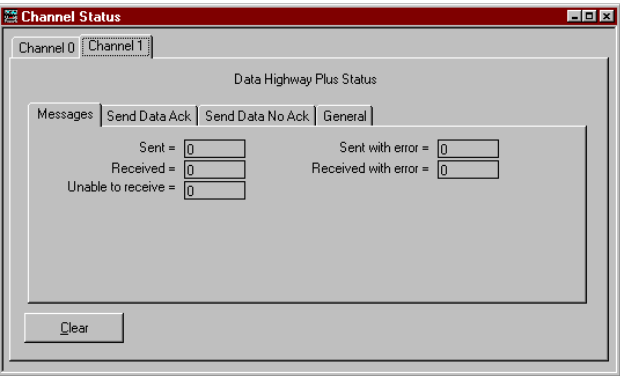 Channel Status
Channel 0 Channel 1
Data Highway Plus Status
Messages Send Data Ack Send Data No Ack General
Sent = 0 Sent with error = 0
Received = 0 Received with error = 0
Unable to receive = 0
Clear